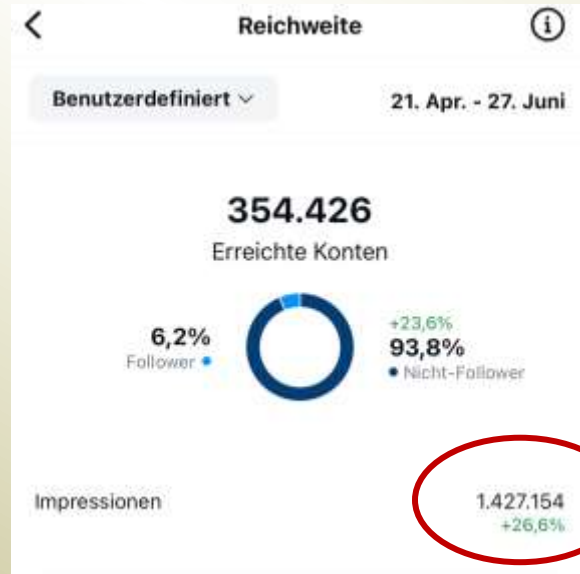 Reichweite
Benutzerdefiniert
21. Apr. - 27. Juni
354.426
Erreichte Konten
6,2%
Follower
+23,6%
93,8%
Nicht-Follower
Impressionen
1.427.154
+26,6%